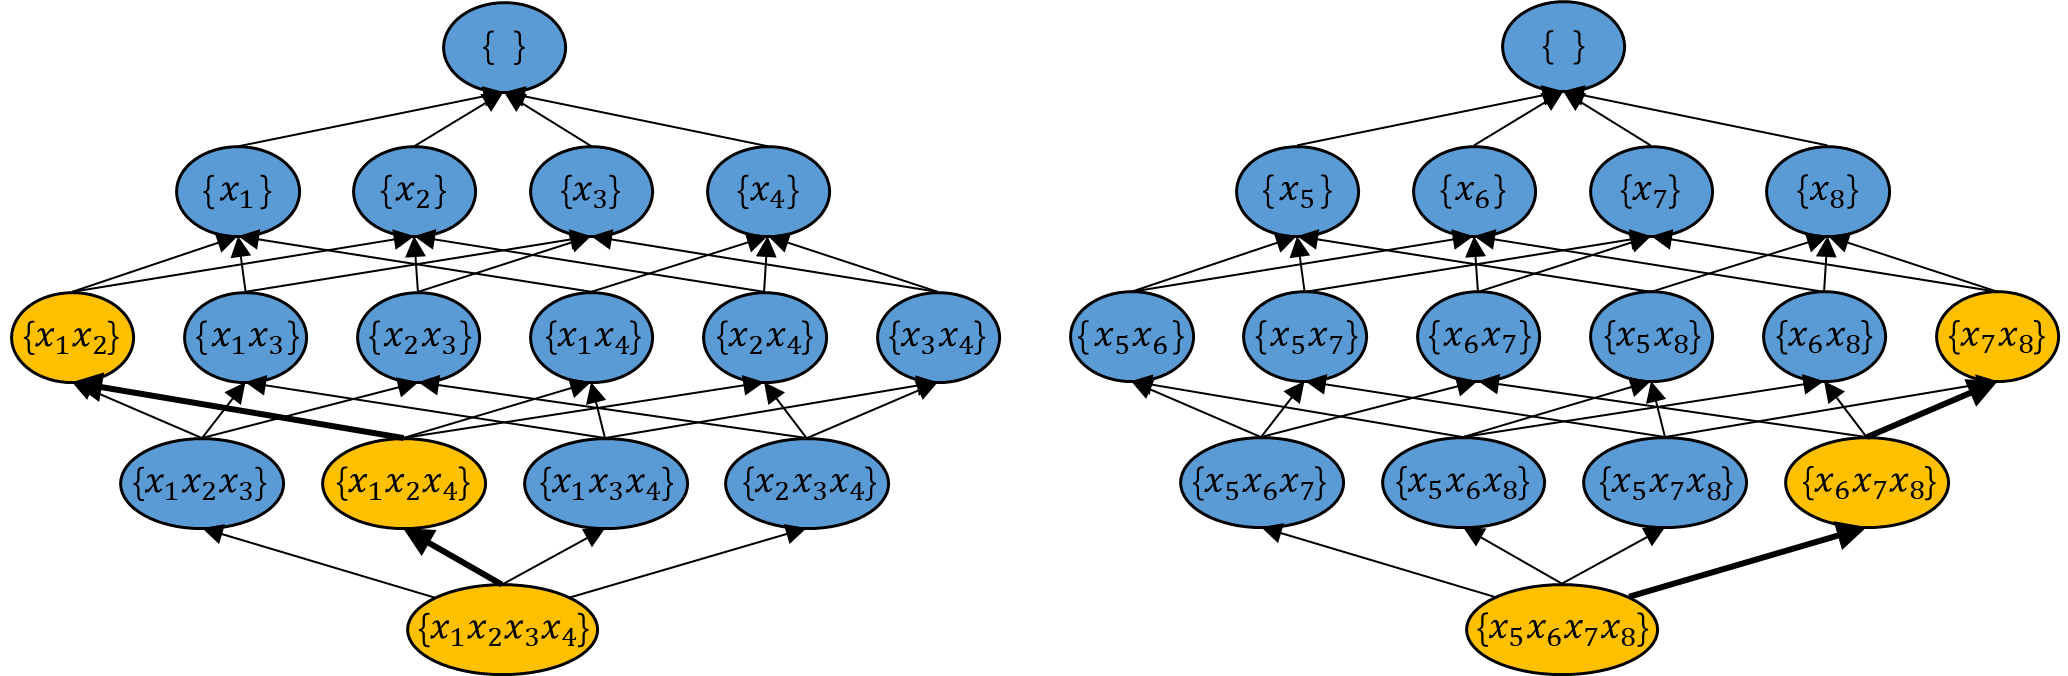 { } { }
{x₁} {x₂} {x₃} {x₄} {x₅} {x₆} {x₇} {x₈}
{x₁x₂} {x₁x₃} {x₂x₃} {x₁x₄} {x₂x₄} {x₃x₄} {x₅x₆} {x₅x₇} {x₆x₇} {x₅x₈} {x₆x₈} {x₇x₈}
{x₁x₂x₃} {x₁x₂x₄} {x₁x₃x₄} {x₂x₃x₄} {x₅x₆x₇} {x₅x₆x₈} {x₅x₇x₈} {x₆x₇x₈}
{x₁x₂x₃x₄} {x₅x₆x₇x₈}